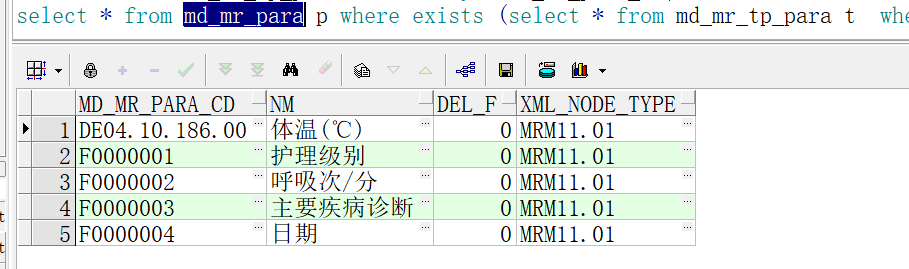 select * from md_mr_para p where exists (select * from md_mr_tp_para t whe
MD_MR_PARA_CD NM DEL_F XML_NODE_TYPE
1 DE04.10.186.00 ... 体温(℃) ... 0 MRM11.01 ...
2 F0000001 ... 护理级别 ... 0 MRM11.01 ...
3 F0000002 ... 呼吸次/分 ... 0 MRM11.01 ...
4 F0000003 ... 主要疾病诊断 ... 0 MRM11.01 ...
5 F0000004 ... 日期 ... 0 MRM11.01 ...